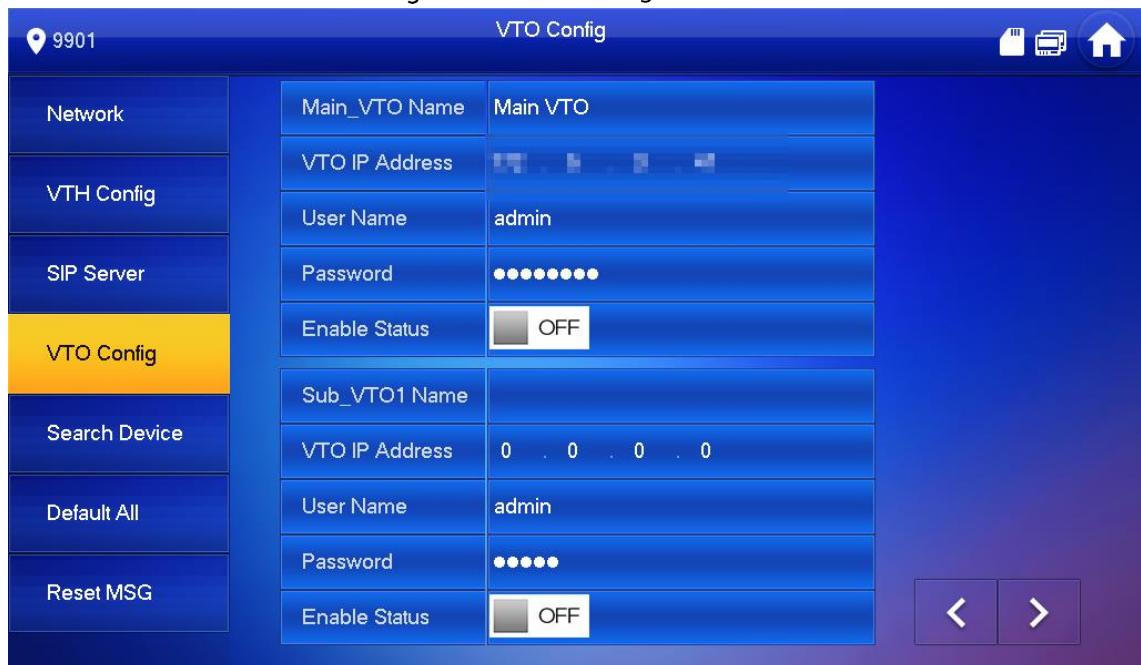 VTO Config
9901
Network
VTH Config
SIP Server
VTO Config
Search Device
Default All
Reset MSG
Main_VTO Name Main VTO
VTO IP Address
User Name admin
Password ●●●●●●●●
Enable Status OFF
Sub_VTO1 Name
VTO IP Address 0 . 0 . 0 . 0
User Name admin
Password ●●●●●
Enable Status OFF